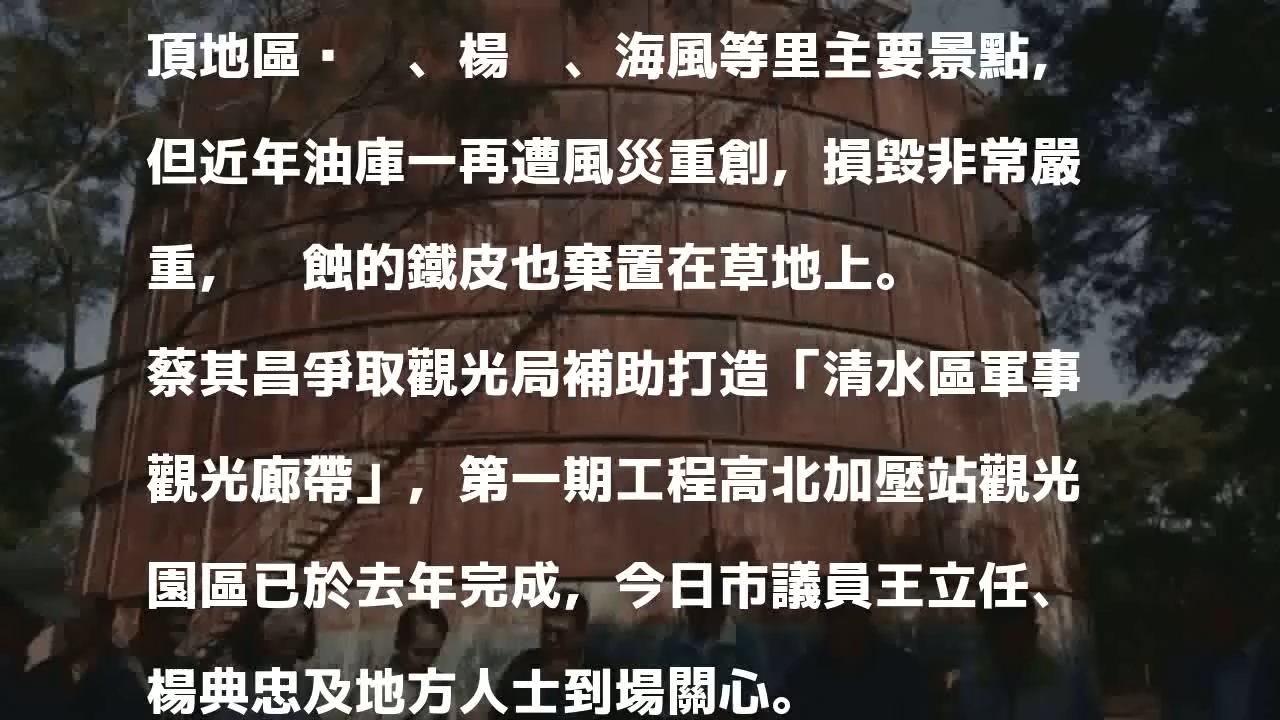 頂地區·　、楊　、海風等里主要景點,
但近年油庫一再遭風災重創,損毀非常嚴
重,　蝕的鐵皮也棄置在草地上。
蔡其昌爭取觀光局補助打造「清水區軍事
觀光廊帶」,第一期工程高北加壓站觀光
園區已於去年完成,今日市議員王立任、
楊典忠及地方人士到場關心。